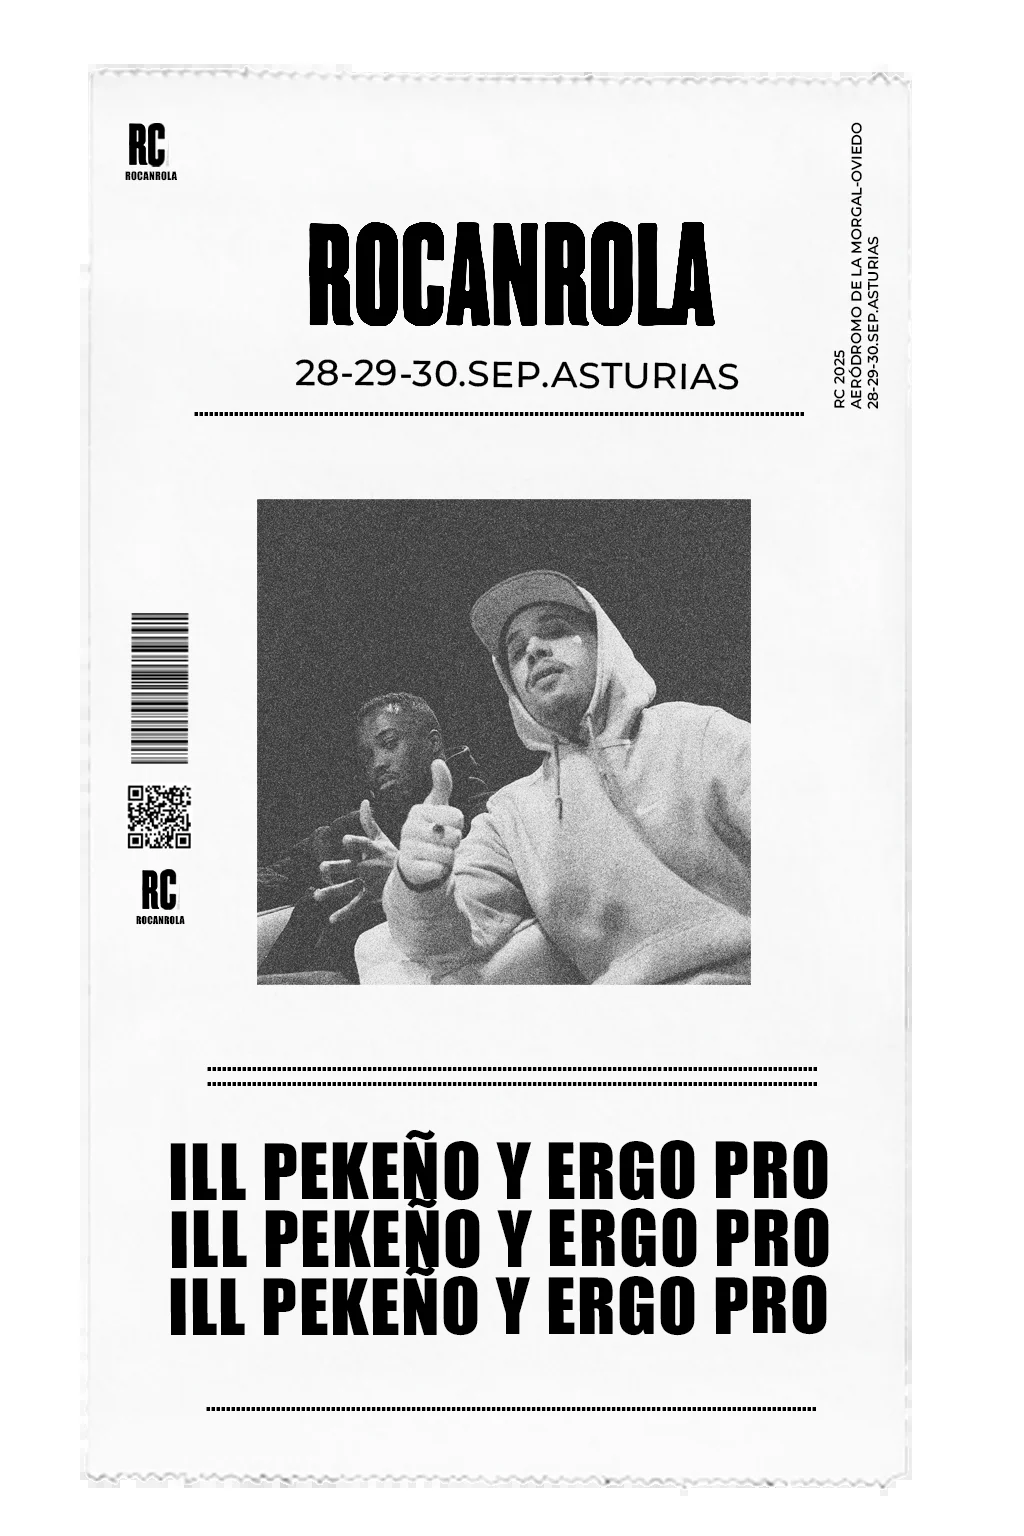 RC
ROCANROLA
RC 2025
AERÓDROMO DE LA MORGAL-OVIEDO
28-29-30.SEP.ASTURIAS
ROCANROLA
28-29-30.SEP.ASTURIAS
RC
ROCANROLA
ILL PEKEÑO Y ERGO PRO
ILL PEKEÑO Y ERGO PRO
ILL PEKEÑO Y ERGO PRO